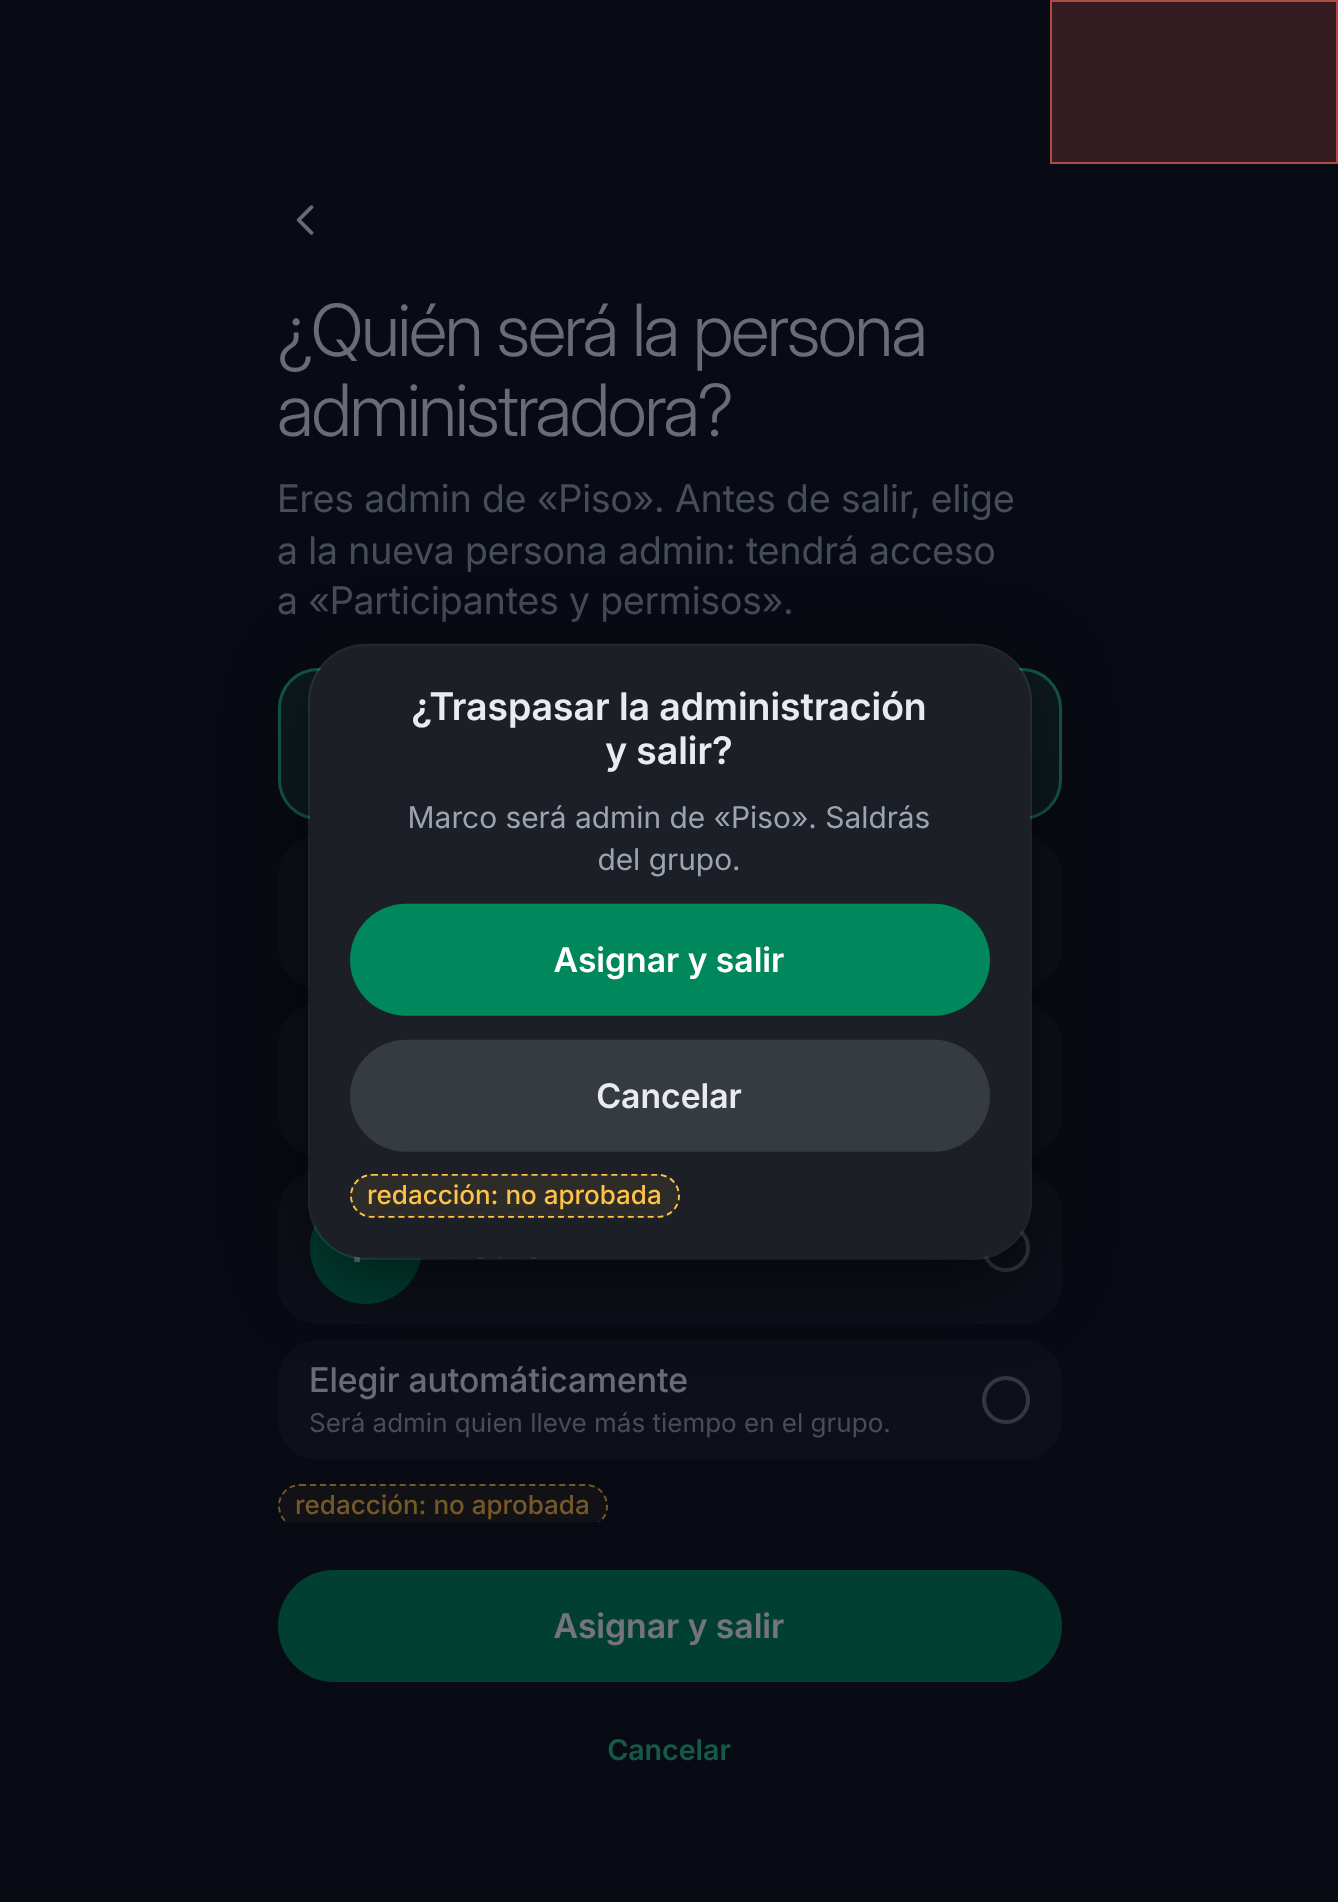 ¿Quién será la persona
administradora?
Eres admin de «Piso». Antes de salir, elige
a la nueva persona admin: tendrá acceso
a «Participantes y permisos».
¿Traspasar la administración
y salir?
Marco será admin de «Piso». Saldrás
del grupo.
Asignar y salir
Cancelar
redacción: no aprobada
Elegir automáticamente
Será admin quien lleve más tiempo en el grupo.
redacción: no aprobada
Asignar y salir
Cancelar